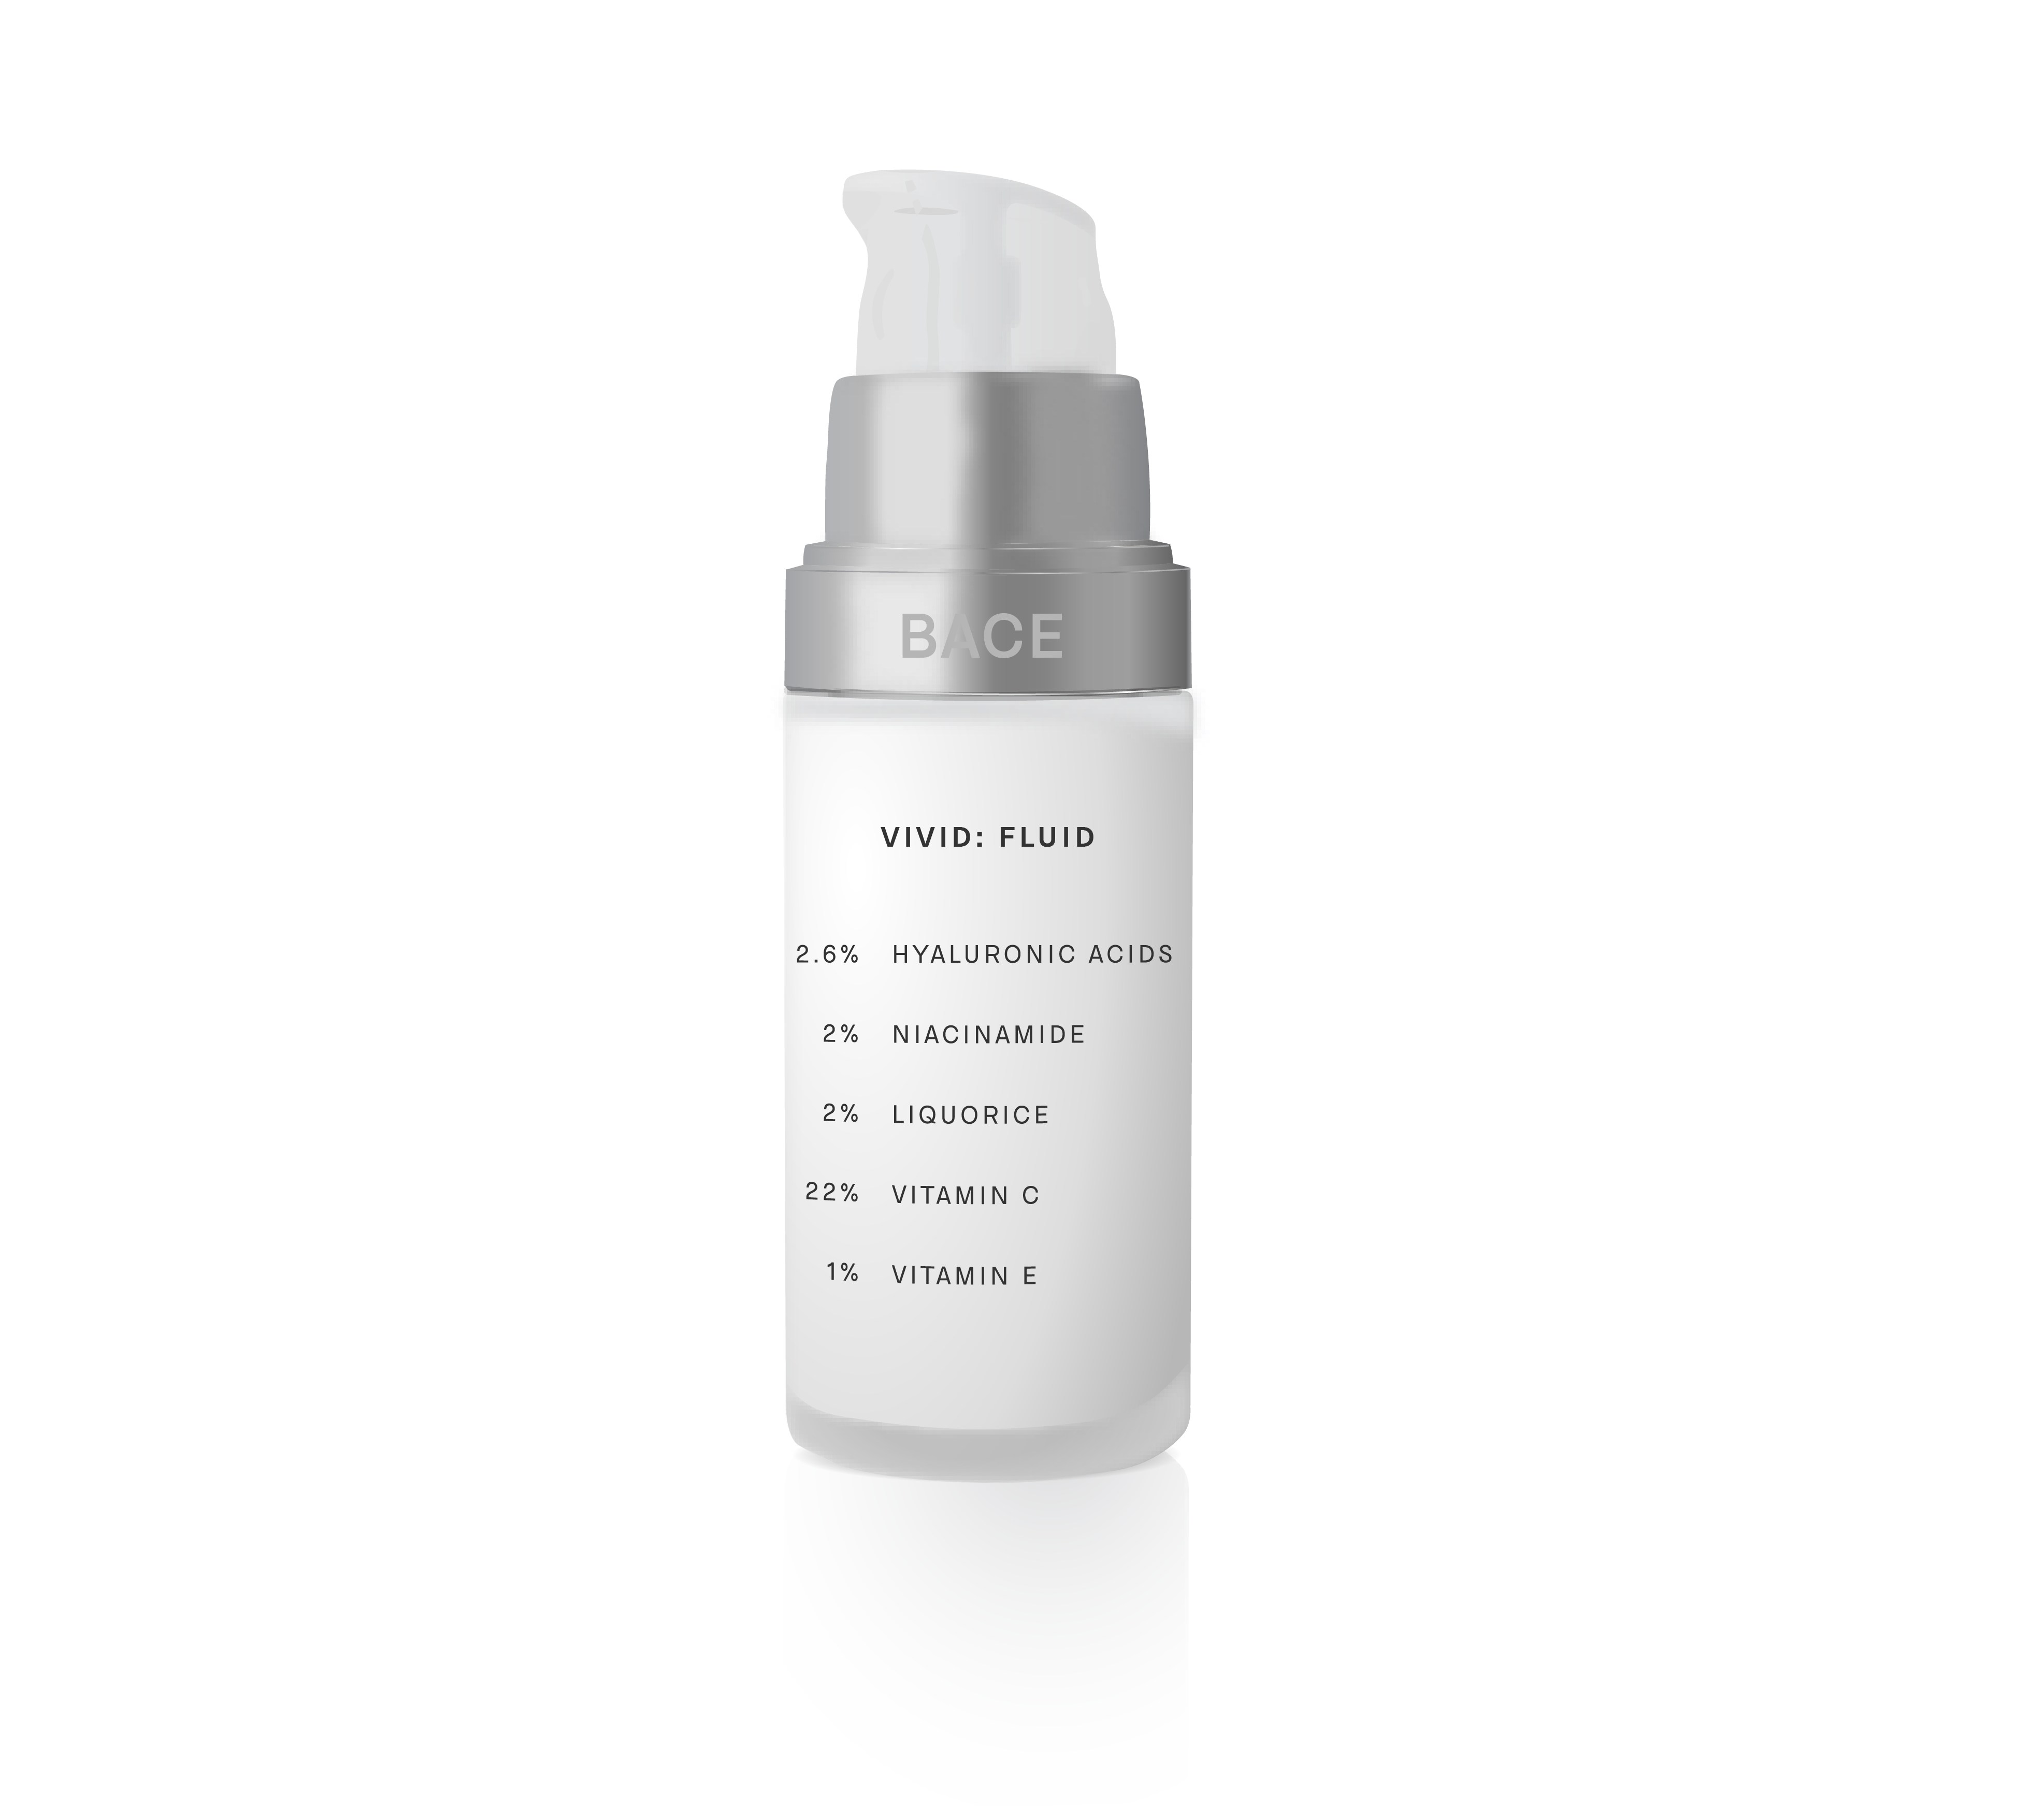 BACE
VIVID: FLUID
2.6% HYALURONIC ACIDS
2% NIACINAMIDE
2% LIQUORICE
22% VITAMIN C
1% VITAMIN E